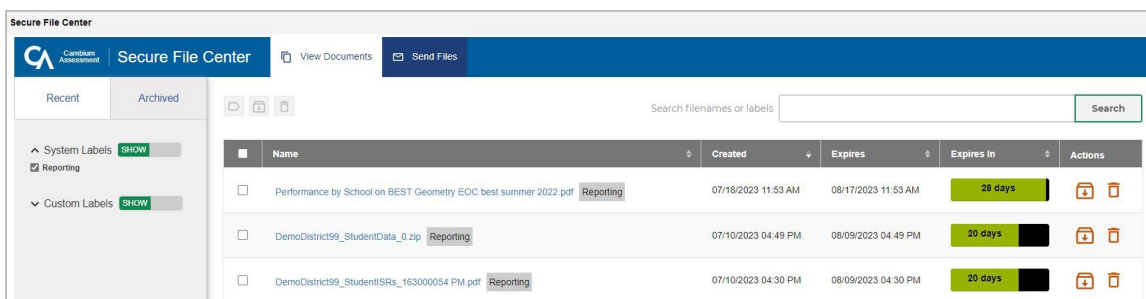 Secure File Center
CA Cambium Assessment Secure File Center View Documents Send Files
Recent Archived
Search filenames or labels Search
System Labels SHOW
Reporting
Custom Labels SHOW
Name Created Expires Expires In Actions
Performance by School on BEST Geometry EOC best summer 2022.pdf Reporting 07/18/2023 11:53 AM 08/17/2023 11:53 AM 28 days
DemoDistrict99_StudentData_0.zip Reporting 07/10/2023 04:49 PM 08/09/2023 04:49 PM 20 days
DemoDistrict99_StudentISRs_163000054 PM.pdf Reporting 07/10/2023 04:30 PM 08/09/2023 04:30 PM 20 days